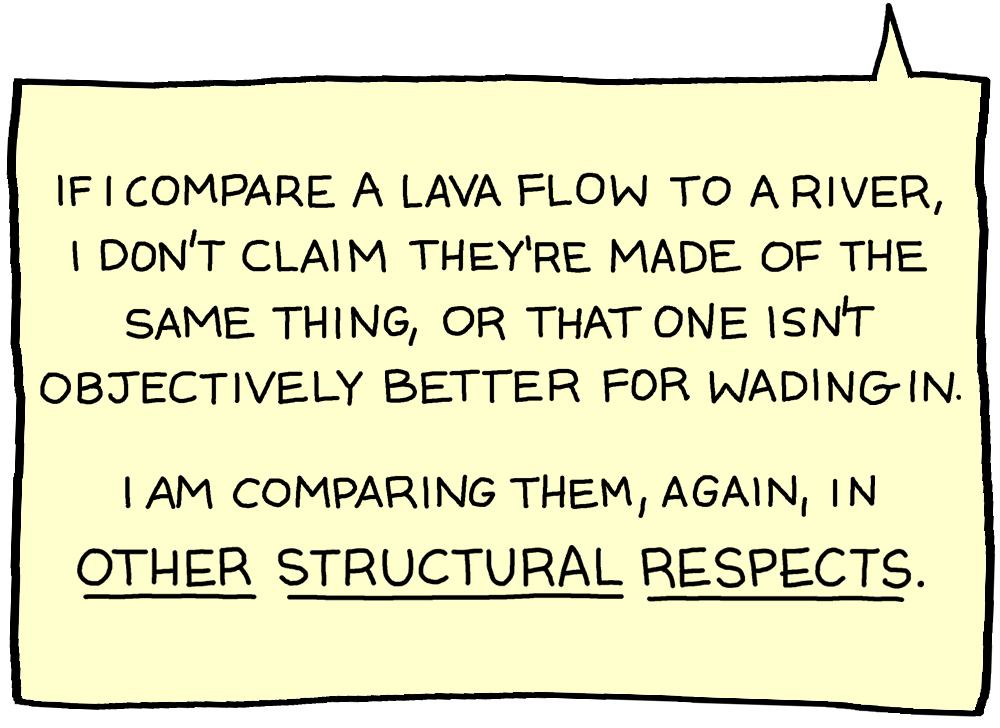 IF I COMPARE A LAVA FLOW TO A RIVER,
I DON'T CLAIM THEY'RE MADE OF THE
SAME THING, OR THAT ONE ISN'T
OBJECTIVELY BETTER FOR WADING IN.
I AM COMPARING THEM, AGAIN, IN
OTHER STRUCTURAL RESPECTS.